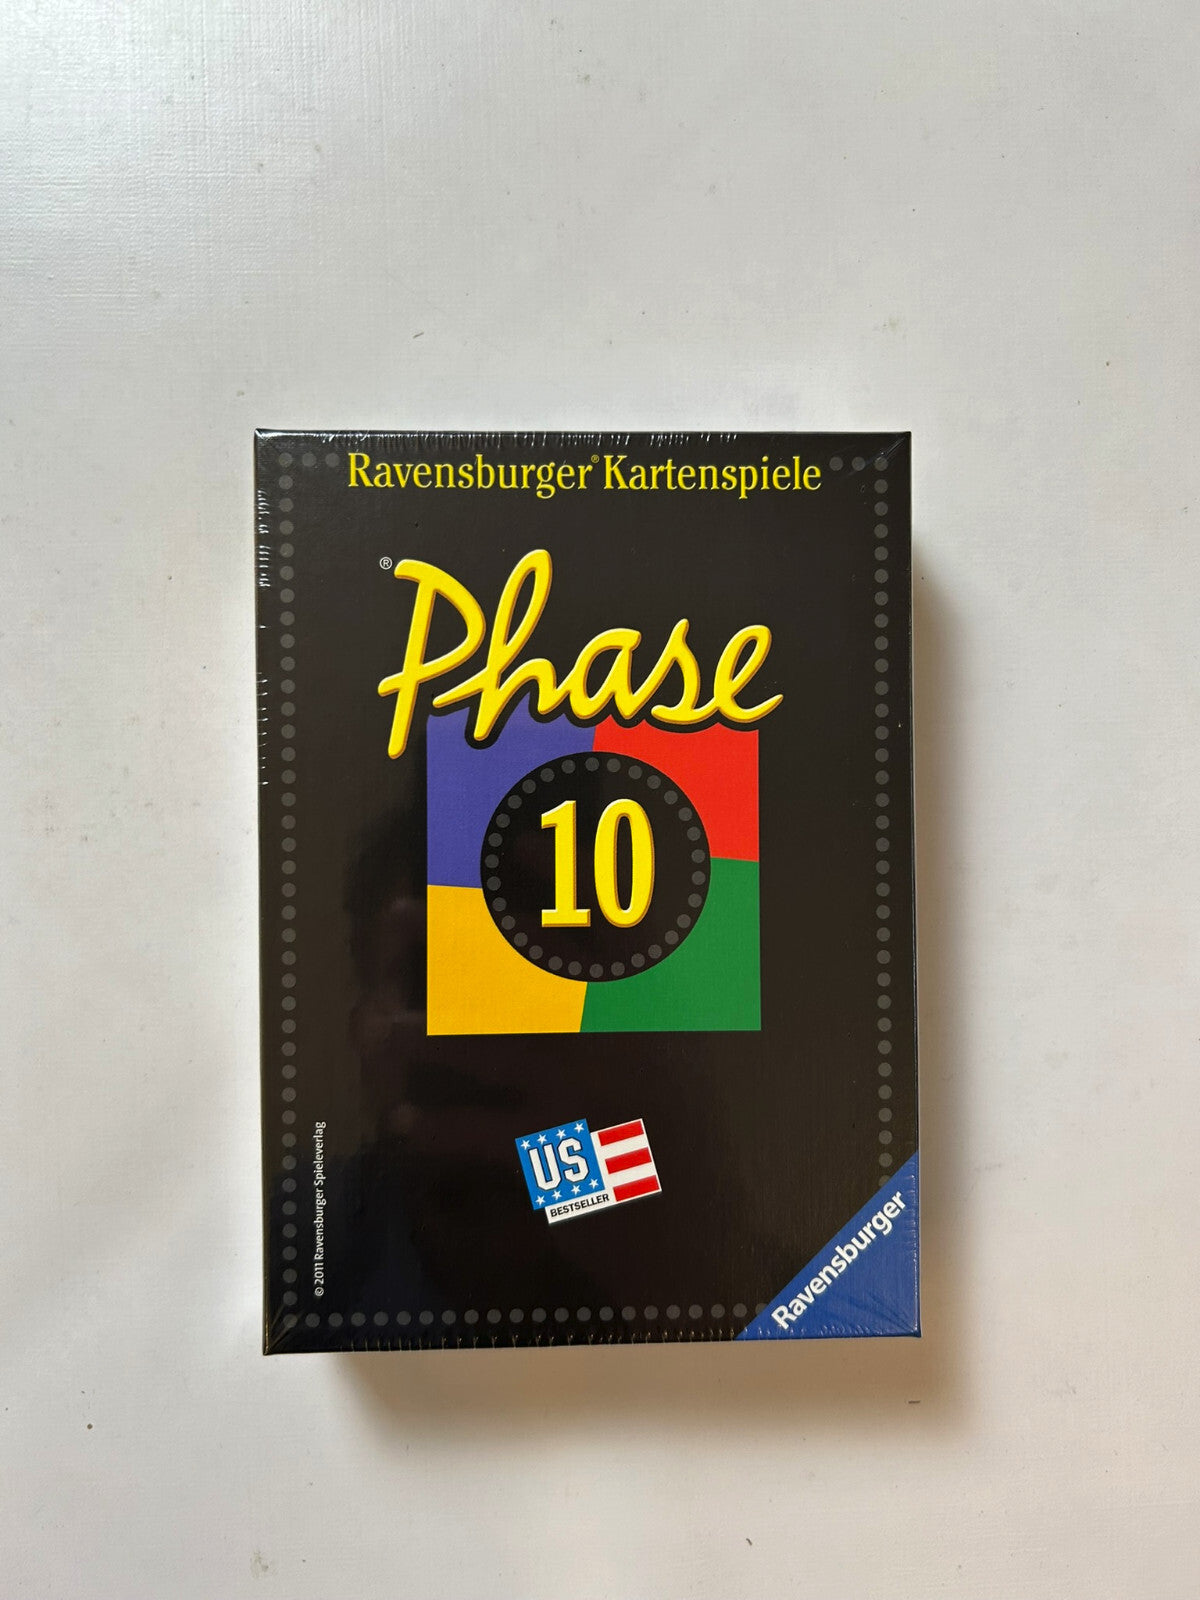 Ravensburger® Kartenspiele
® Phase
10
US
BESTSELLER
© 2011 Ravensburger Spieleverlag
Ravensburger